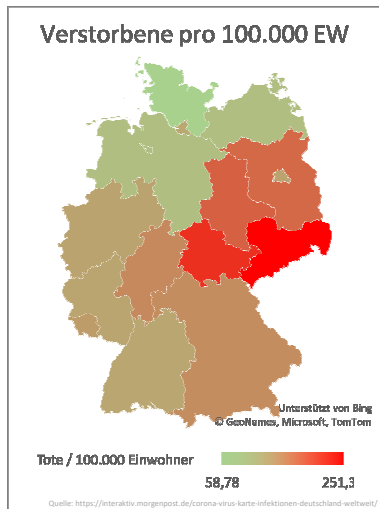 Verstorbene pro 100.000 EW
Unterstützt von Bing
© GeoNames, Microsoft, TomTom
Tote / 100.000 Einwohner
58,78
251,3
Quelle: https://interaktiv.morgenpost.de/corona-virus-karte-infektionen-deutschland-weltweit/